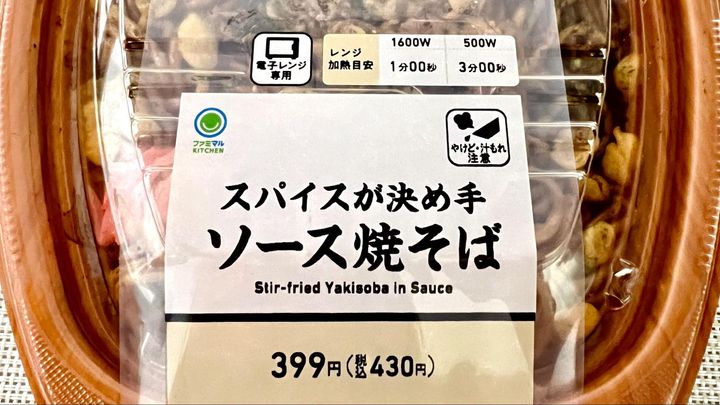 1600W 500W
レンジ
加熱目安
1分00秒 3分00秒
電子レンジ
専用
ファミマル
KITCHEN
やけど・汁もれ
注意
スパイスが決め手
ソース焼そば
Stir-fried Yakisoba in Sauce
399円(税込430円)